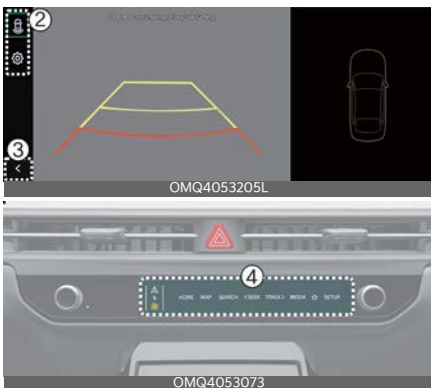 ②
③
OMQ4053205L
④
HOME MAP SEARCH < SEEK TRACK > MEDIA ☆ SETUP
OMQ4053073